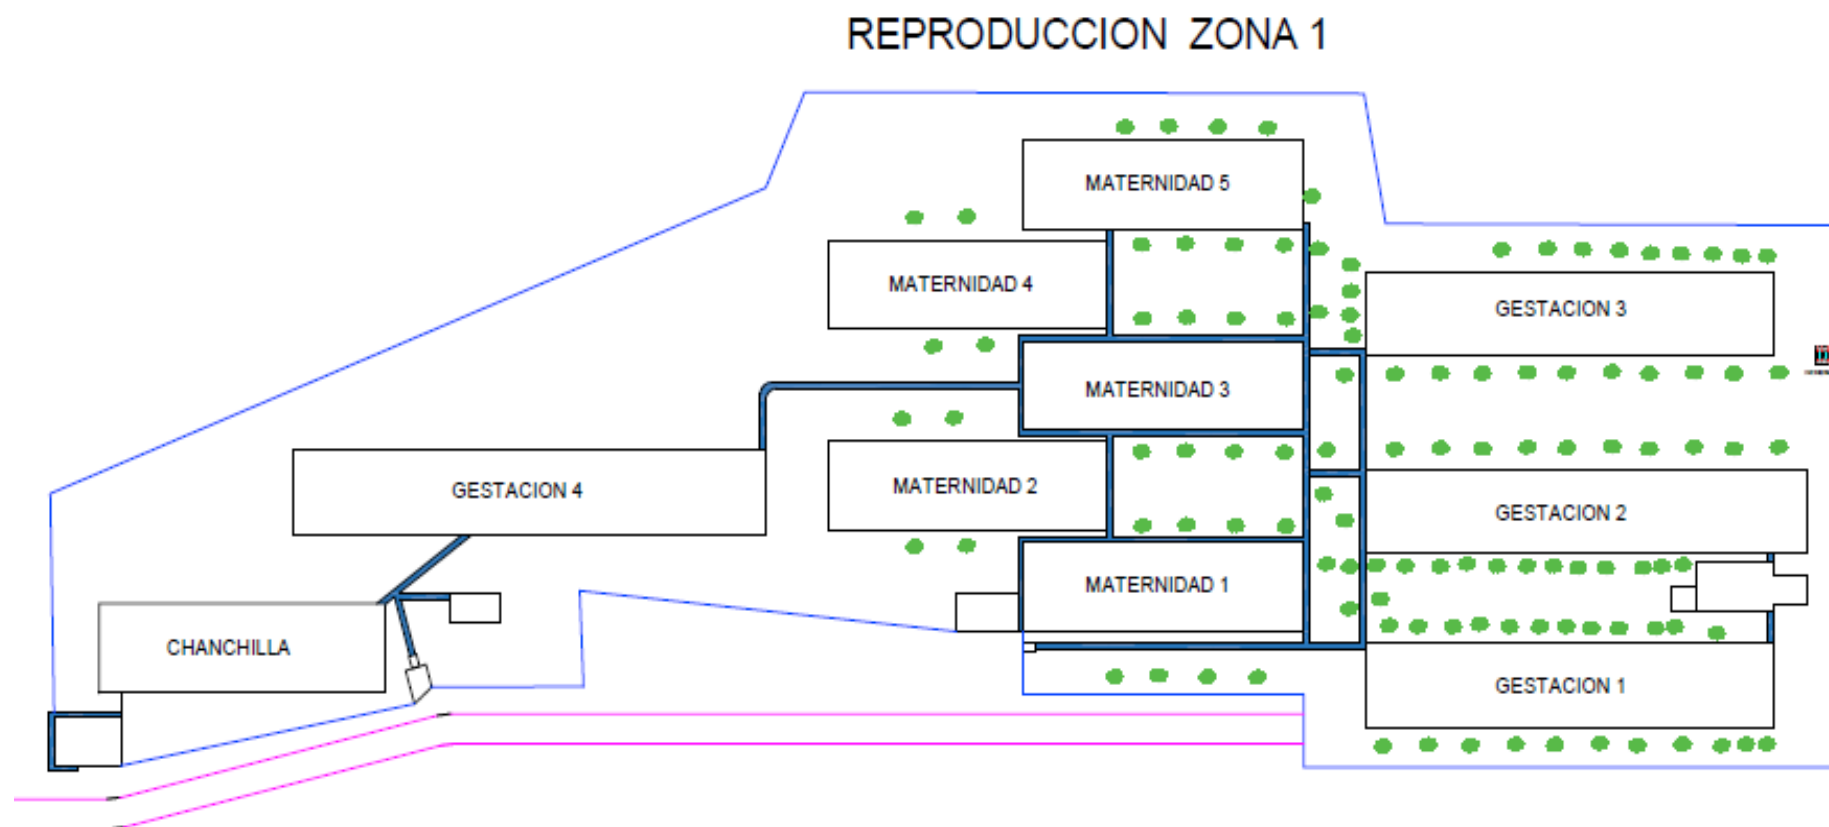 REPRODUCCION ZONA 1
MATERNIDAD 5
MATERNIDAD 4
GESTACION 3
MATERNIDAD 3
GESTACION 4
MATERNIDAD 2
GESTACION 2
MATERNIDAD 1
CHANCHILLA
GESTACION 1